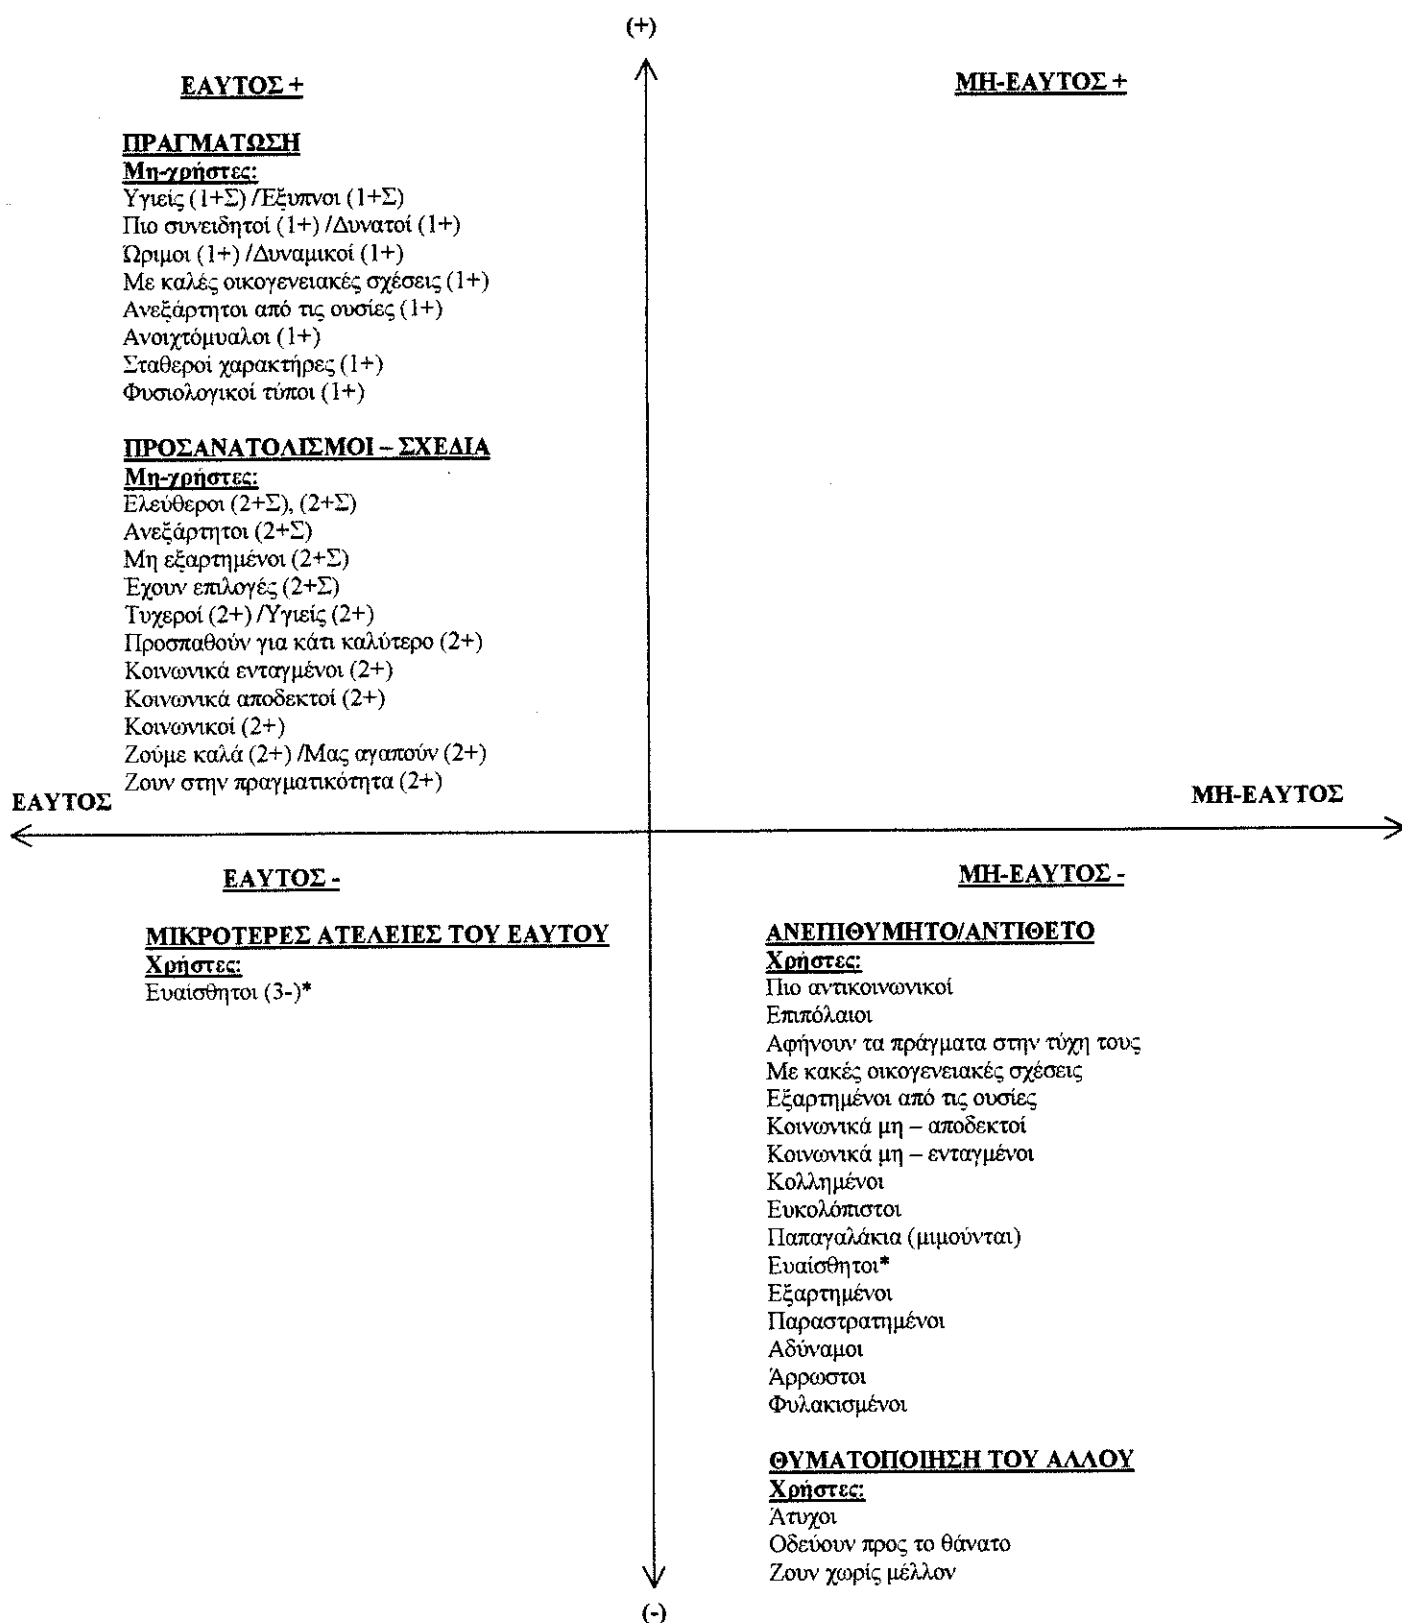 (+)
ΕΑΥΤΟΣ +
ΜΗ-ΕΑΥΤΟΣ +
ΠΡΑΓΜΑΤΩΣΗ
Μη-χρήστες:
Υγιείς (1+Σ) /Έξυπνοι (1+Σ)
Πιο συνειδητοί (1+) /Δυνατοί (1+)
Ώριμοι (1+) /Δυναμικοί (1+)
Με καλές οικογενειακές σχέσεις (1+)
Ανεξάρτητοι από τις ουσίες (1+)
Ανοιχτόμυαλοι (1+)
Σταθεροί χαρακτήρες (1+)
Φυσιολογικοί τύποι (1+)
ΠΡΟΣΑΝΑΤΟΛΙΣΜΟΙ – ΣΧΕΔΙΑ
Μη-χρήστες:
Ελεύθεροι (2+Σ), (2+Σ)
Ανεξάρτητοι (2+Σ)
Μη εξαρτημένοι (2+Σ)
Έχουν επιλογές (2+Σ)
Τυχεροί (2+) /Υγιείς (2+)
Προσπαθούν για κάτι καλύτερο (2+)
Κοινωνικά ενταγμένοι (2+)
Κοινωνικά αποδεκτοί (2+)
Κοινωνικοί (2+)
Ζούμε καλά (2+) /Μας αγαπούν (2+)
Ζουν στην πραγματικότητα (2+)
ΕΑΥΤΟΣ
ΜΗ-ΕΑΥΤΟΣ
ΕΑΥΤΟΣ -
ΜΙΚΡΟΤΕΡΕΣ ΑΤΕΛΕΙΕΣ ΤΟΥ ΕΑΥΤΟΥ
Χρήστες:
Ευαίσθητοι (3-)*
ΜΗ-ΕΑΥΤΟΣ -
ΑΝΕΠΙΘΥΜΗΤΟ/ΑΝΤΙΘΕΤΟ
Χρήστες:
Πιο αντικοινωνικοί
Επιπόλαιοι
Αφήνουν τα πράγματα στην τύχη τους
Με κακές οικογενειακές σχέσεις
Εξαρτημένοι από τις ουσίες
Κοινωνικά μη – αποδεκτοί
Κοινωνικά μη – ενταγμένοι
Κολλημένοι
Ευκολόπιστοι
Παπαγαλάκια (μιμούνται)
Ευαίσθητοι*
Εξαρτημένοι
Παραστρατημένοι
Αδύναμοι
Άρρωστοι
Φυλακισμένοι
ΘΥΜΑΤΟΠΟΙΗΣΗ ΤΟΥ ΑΛΛΟΥ
Χρήστες:
Άτυχοι
Οδεύουν προς το θάνατο
Ζουν χωρίς μέλλον
(-)